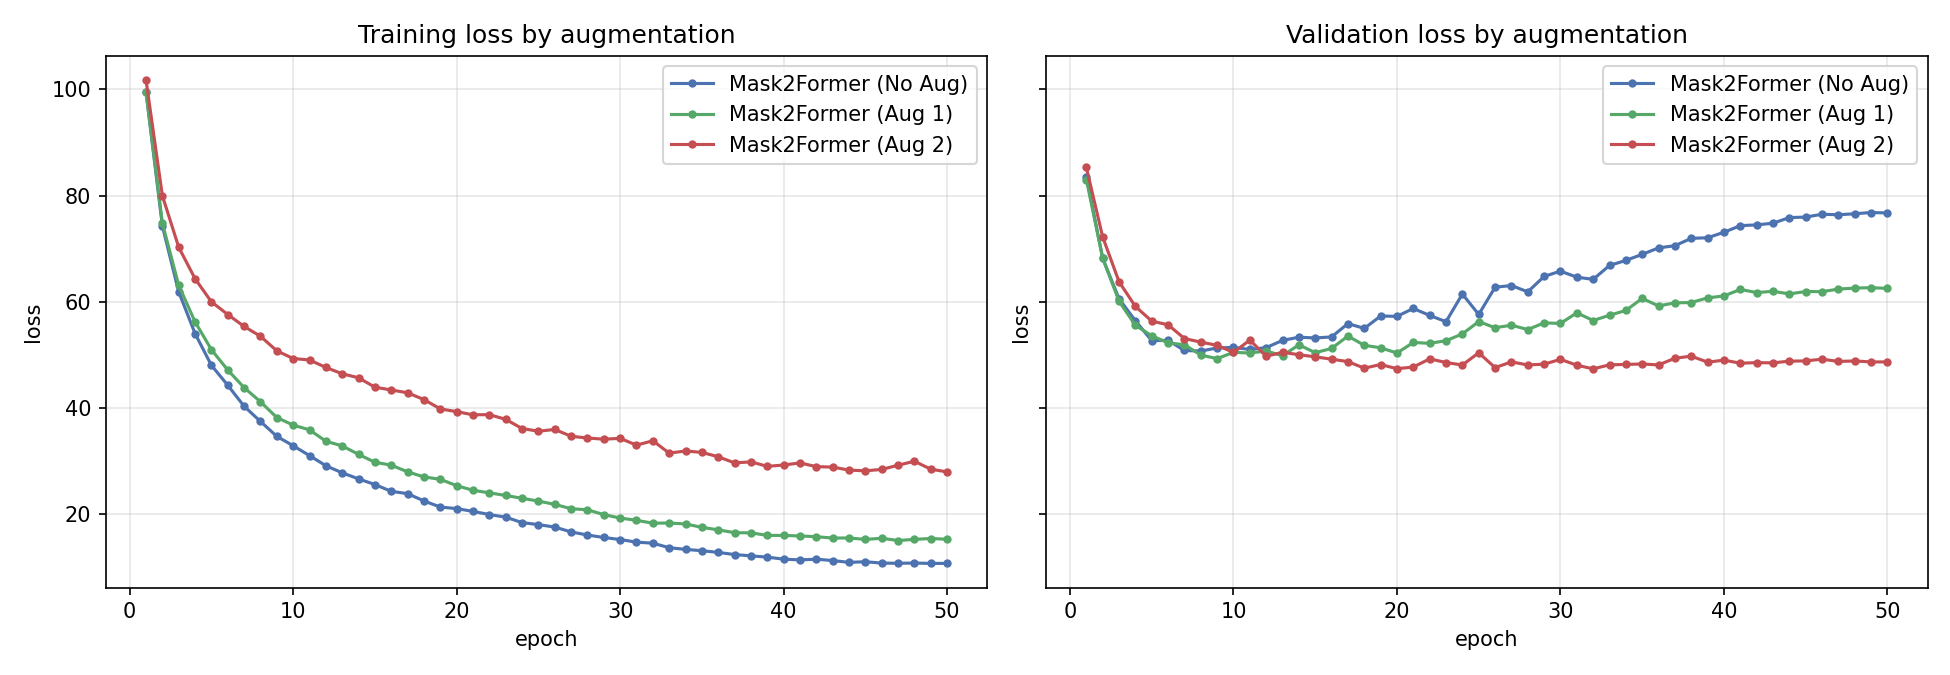 Training loss by augmentation
100
80
60
40
20
loss
0
10
20
30
40
50
epoch
Mask2Former (No Aug)
Mask2Former (Aug 1)
Mask2Former (Aug 2)
Validation loss by augmentation
loss
0
10
20
30
40
50
epoch
Mask2Former (No Aug)
Mask2Former (Aug 1)
Mask2Former (Aug 2)